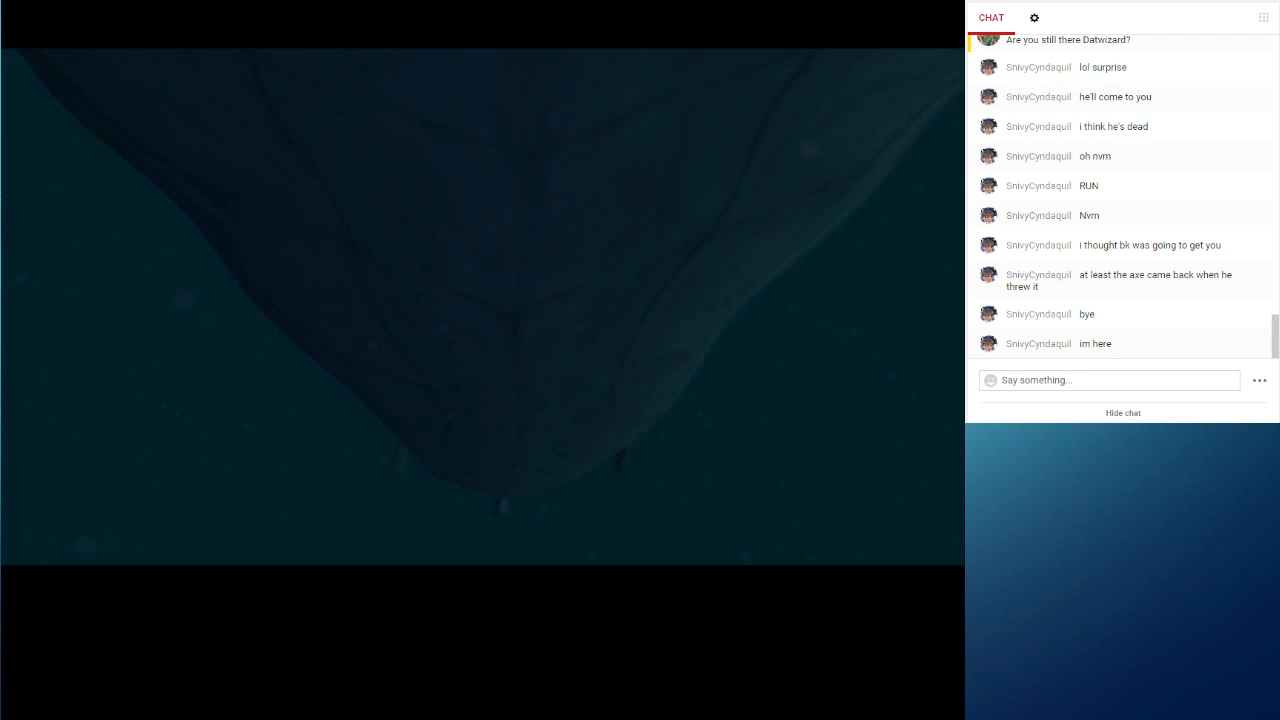 CHAT
Are you still there Datwizard?
SnivyCyndaquil lol surprise
SnivyCyndaquil he'll come to you
SnivyCyndaquil i think he's dead
SnivyCyndaquil oh nvm
SnivyCyndaquil RUN
SnivyCyndaquil Nvm
SnivyCyndaquil i thought bk was going to get you
SnivyCyndaquil at least the axe came back when he
threw it
SnivyCyndaquil bye
SnivyCyndaquil im here
Say something...
Hide chat